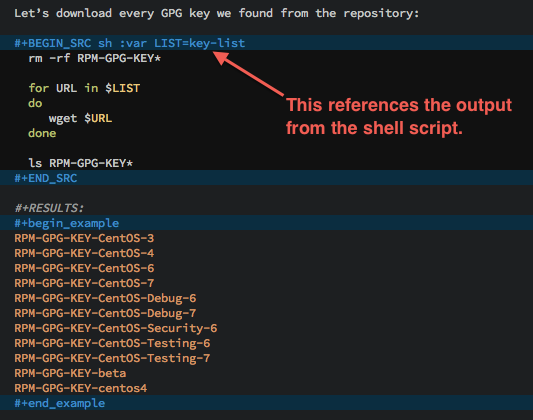 Let’s download every GPG key we found from the repository:
#+BEGIN_SRC sh :var LIST=key-list
rm -rf RPM-GPG-KEY*
for URL in $LIST
do
wget $URL
done
ls RPM-GPG-KEY*
#+END_SRC
This references the output
from the shell script.
#+RESULTS:
#+begin_example
RPM-GPG-KEY-CentOS-3
RPM-GPG-KEY-CentOS-4
RPM-GPG-KEY-CentOS-6
RPM-GPG-KEY-CentOS-7
RPM-GPG-KEY-CentOS-Debug-6
RPM-GPG-KEY-CentOS-Debug-7
RPM-GPG-KEY-CentOS-Security-6
RPM-GPG-KEY-CentOS-Testing-6
RPM-GPG-KEY-CentOS-Testing-7
RPM-GPG-KEY-beta
RPM-GPG-KEY-centos4
#+end_example